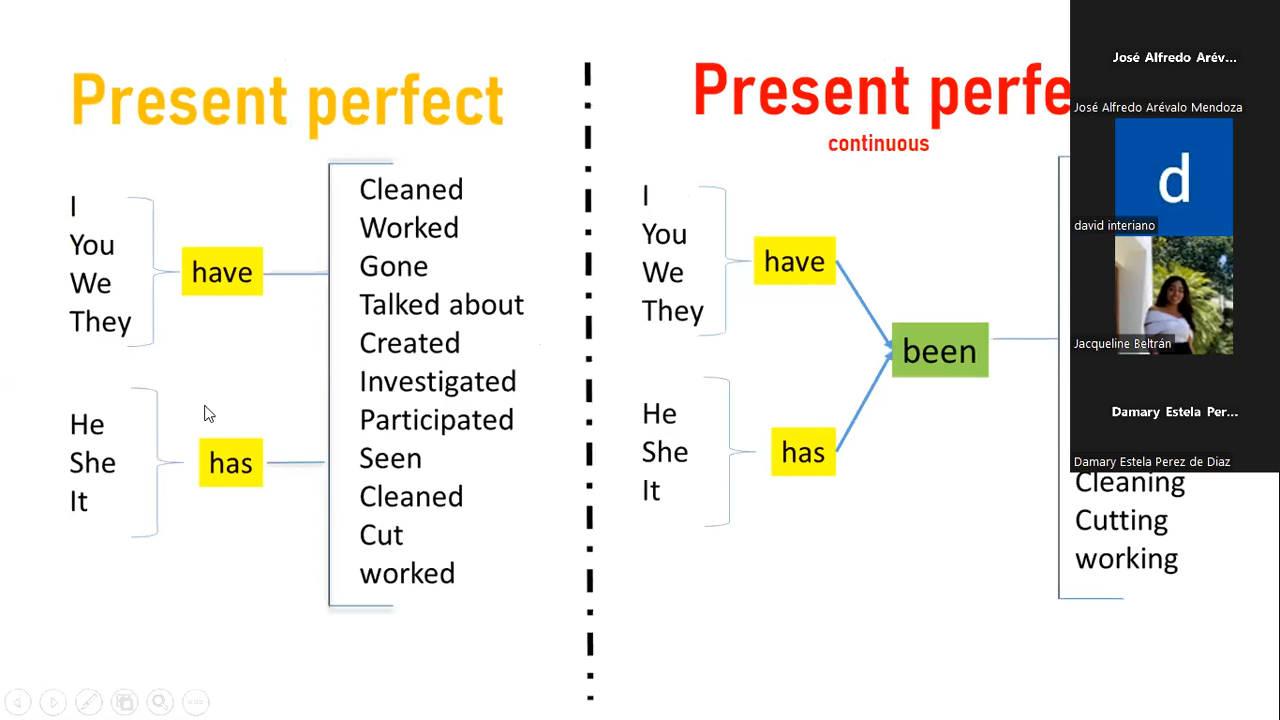 Present perfect
I
You
We
They
have
He
She
It
has
Cleaned
Worked
Gone
Talked about
Created
Investigated
Participated
Seen
Cleaned
Cut
worked
Present perfe
continuous
I
You
We
They
have
He
She
It
has
been
Cleaning
Cutting
working
José Alfredo Arév...
José Alfredo Arévalo Mendoza
d
david interiano
Jacqueline Beltrán
Damary Estela Per...
Damary Estela Perez de Diaz